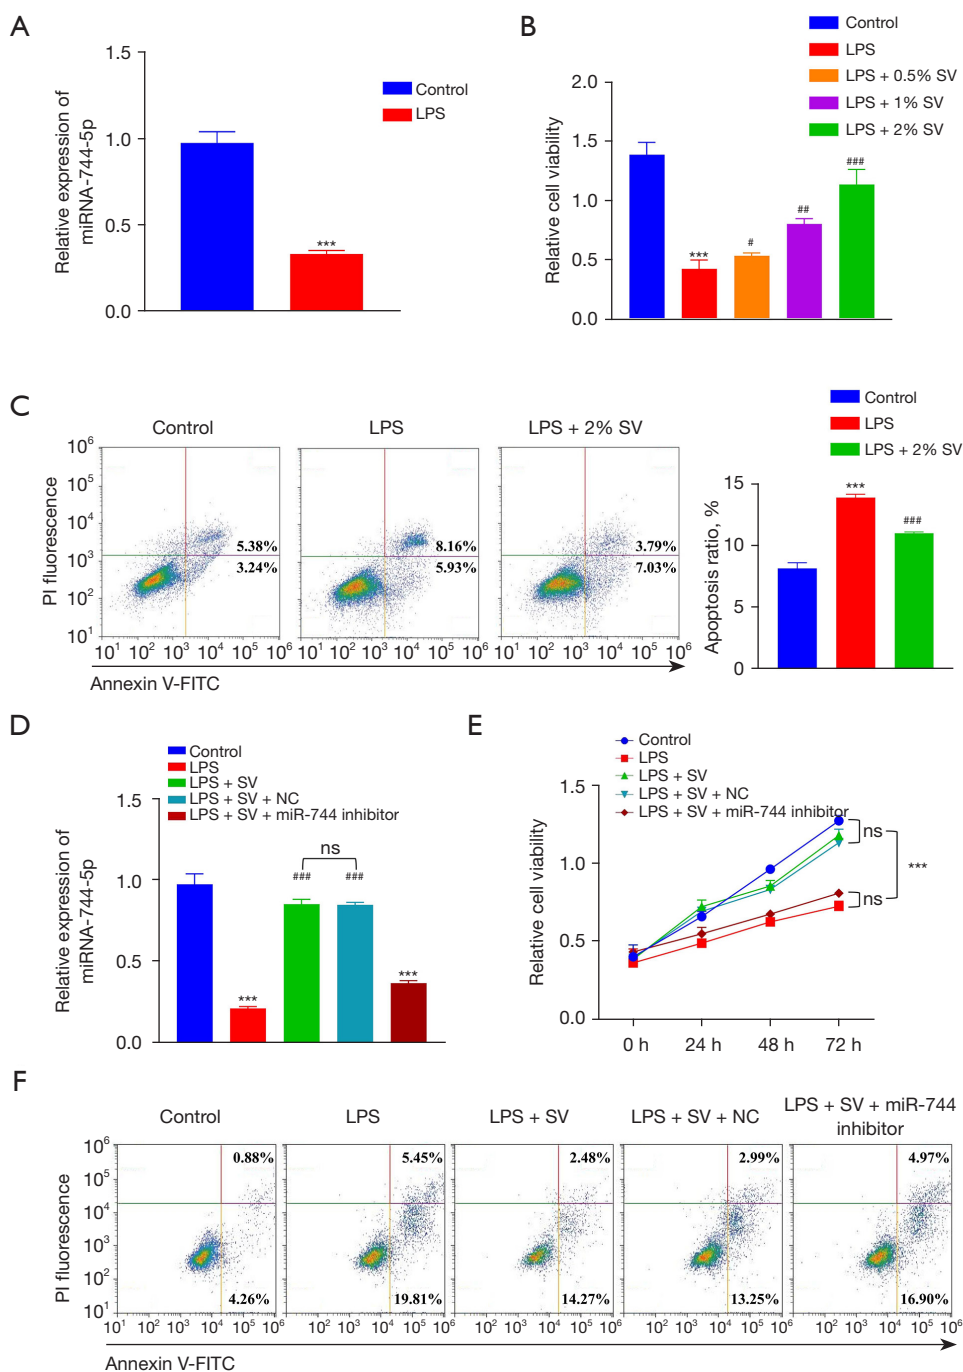 A
Relative expression of
miRNA-744-5p
1.5
1.0
0.5
0.0
***
Control
LPS
B
Control
LPS
LPS + 0.5% SV
LPS + 1% SV
LPS + 2% SV
Relative cell viability
2.0
1.5
1.0
0.5
0.0
***
#
##
###
C
Control
LPS
LPS + 2% SV
PI fluorescence
10⁶
10⁵
10⁴
10³
10²
10¹
5.38%
3.24%
8.16%
5.93%
3.79%
7.03%
10¹ 10² 10³ 10⁴ 10⁵ 10⁶
10¹ 10² 10³ 10⁴ 10⁵ 10⁶
10¹ 10² 10³ 10⁴ 10⁵ 10⁶
Annexin V-FITC
Control
LPS
LPS + 2% SV
Apoptosis ratio, %
15
10
5
0
***
###
D
Control
LPS
LPS + SV
LPS + SV + NC
LPS + SV + miR-744 inhibitor
Relative expression of
miRNA-744-5p
1.5
1.0
0.5
0.0
ns
***
###
###
***
E
Control
LPS
LPS + SV
LPS + SV + NC
LPS + SV + miR-744 inhibitor
Relative cell viability
1.5
1.0
0.5
0.0
ns
ns
***
0 h 24 h 48 h 72 h
F
Control
LPS
LPS + SV
LPS + SV + NC
LPS + SV + miR-744
inhibitor
PI fluorescence
10⁶
10⁵
10⁴
10³
10²
10¹
0.88%
5.45%
2.48%
2.99%
4.97%
4.26%
19.81%
14.27%
13.25%
16.90%
10¹ 10² 10³ 10⁴ 10⁵ 10⁶
10¹ 10² 10³ 10⁴ 10⁵ 10⁶
10¹ 10² 10³ 10⁴ 10⁵ 10⁶
10¹ 10² 10³ 10⁴ 10⁵ 10⁶
10¹ 10² 10³ 10⁴ 10⁵ 10⁶
Annexin V-FITC